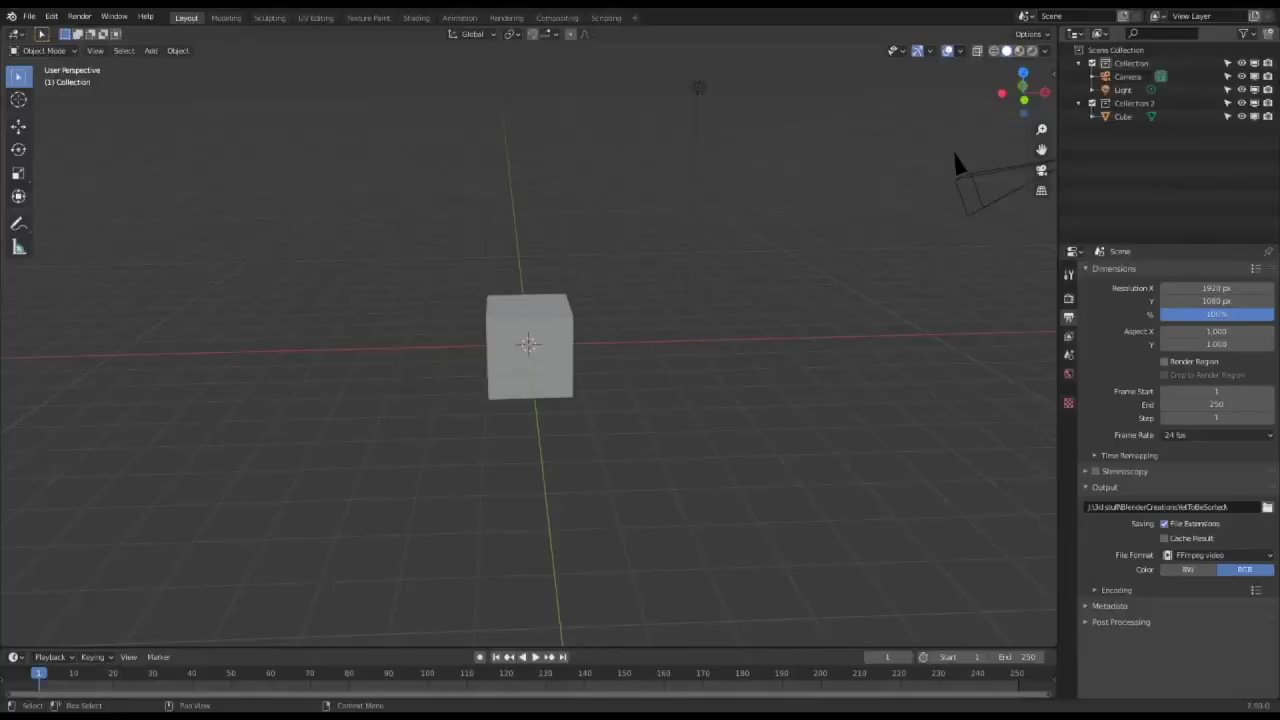 File Edit Render Window Help Layout Modeling Sculpting UV Editing Texture Paint Shading Animation Rendering Compositing Scripting + Scene View Layer
Global Options
Object Mode View Select Add Object
User Perspective
(1) Collection
Scene Collection
Collection
Camera
Light
Collection 2
Cube
Scene
Dimensions
Resolution X 1920 px
Y 1080 px
% 100%
Aspect X 1.000
Y 1.000
Render Region
Crop to Render Region
Frame Start 1
End 250
Step 1
Frame Rate 24 fps
Time Remapping
Stereoscopy
Output
J:\3d stuff\BlenderCreationsYetToBeSorted\
Saving File Extensions
Cache Result
File Format FFmpeg video
Color BW RGB
Encoding
Metadata
Post Processing
Playback Keying View Marker 1 Start 1 End 250
1 10 20 30 40 50 60 70 80 90 100 110 120 130 140 150 160 170 180 190 200 210 220 230 240 250
Select Box Select Pan View Context Menu